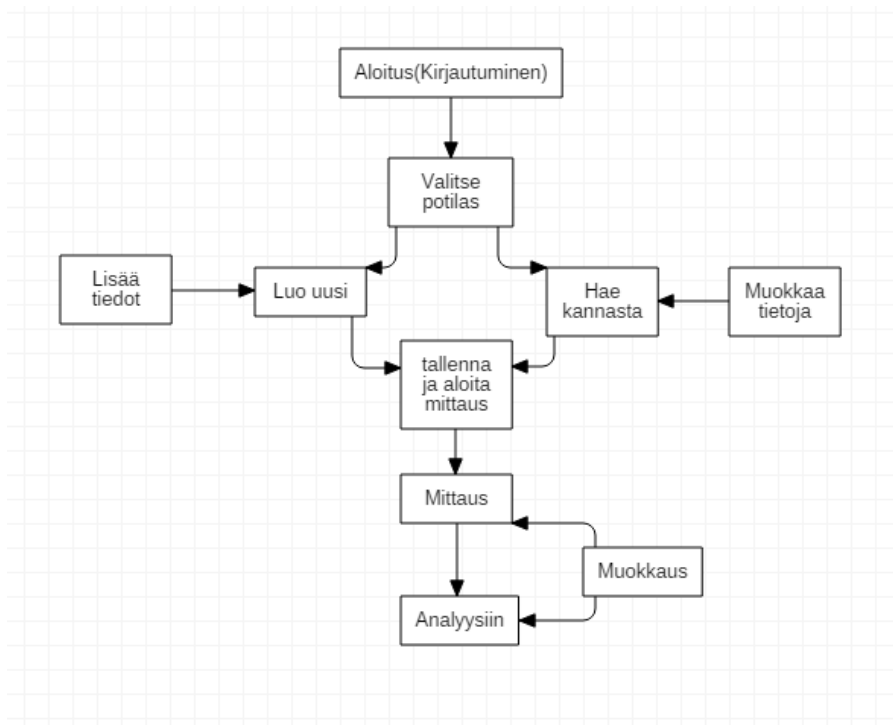 Aloitus(Kirjautuminen)
Valitse
potilas
Lisää
tiedot
Luo uusi
Hae
kannasta
Muokkaa
tietoja
tallenna
ja aloita
mittaus
Mittaus
Muokkaus
Analyysiin